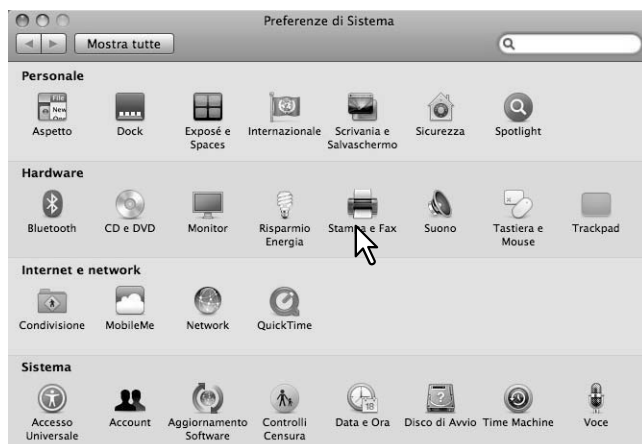 Preferenze di Sistema
Mostra tutte
Personale
Aspetto
Dock
Exposé e
Spaces
Internazionale
Scrivania e
Salvaschermo
Sicurezza
Spotlight
Hardware
Bluetooth
CD e DVD
Monitor
Risparmio
Energia
Stampa e Fax
Suono
Tastiera e
Mouse
Trackpad
Internet e network
Condivisione
MobileMe
Network
QuickTime
Sistema
Accesso
Universale
Account
Aggiornamento
Software
Controlli
Censura
Data e Ora
Disco di Avvio
Time Machine
Voce